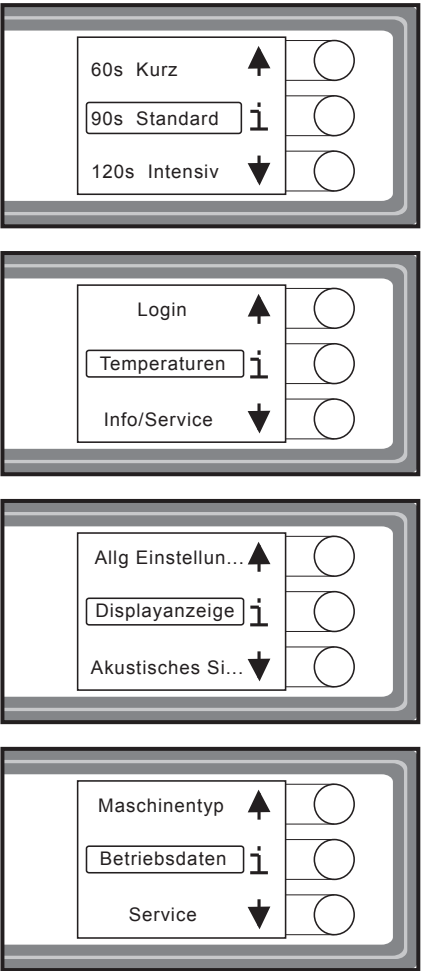 60s Kurz
90s Standard i
120s Intensiv
Login
Temperaturen i
Info/Service
Allg Einstellun...
Displayanzeige i
Akustisches Si...
Maschinentyp
Betriebsdaten i
Service